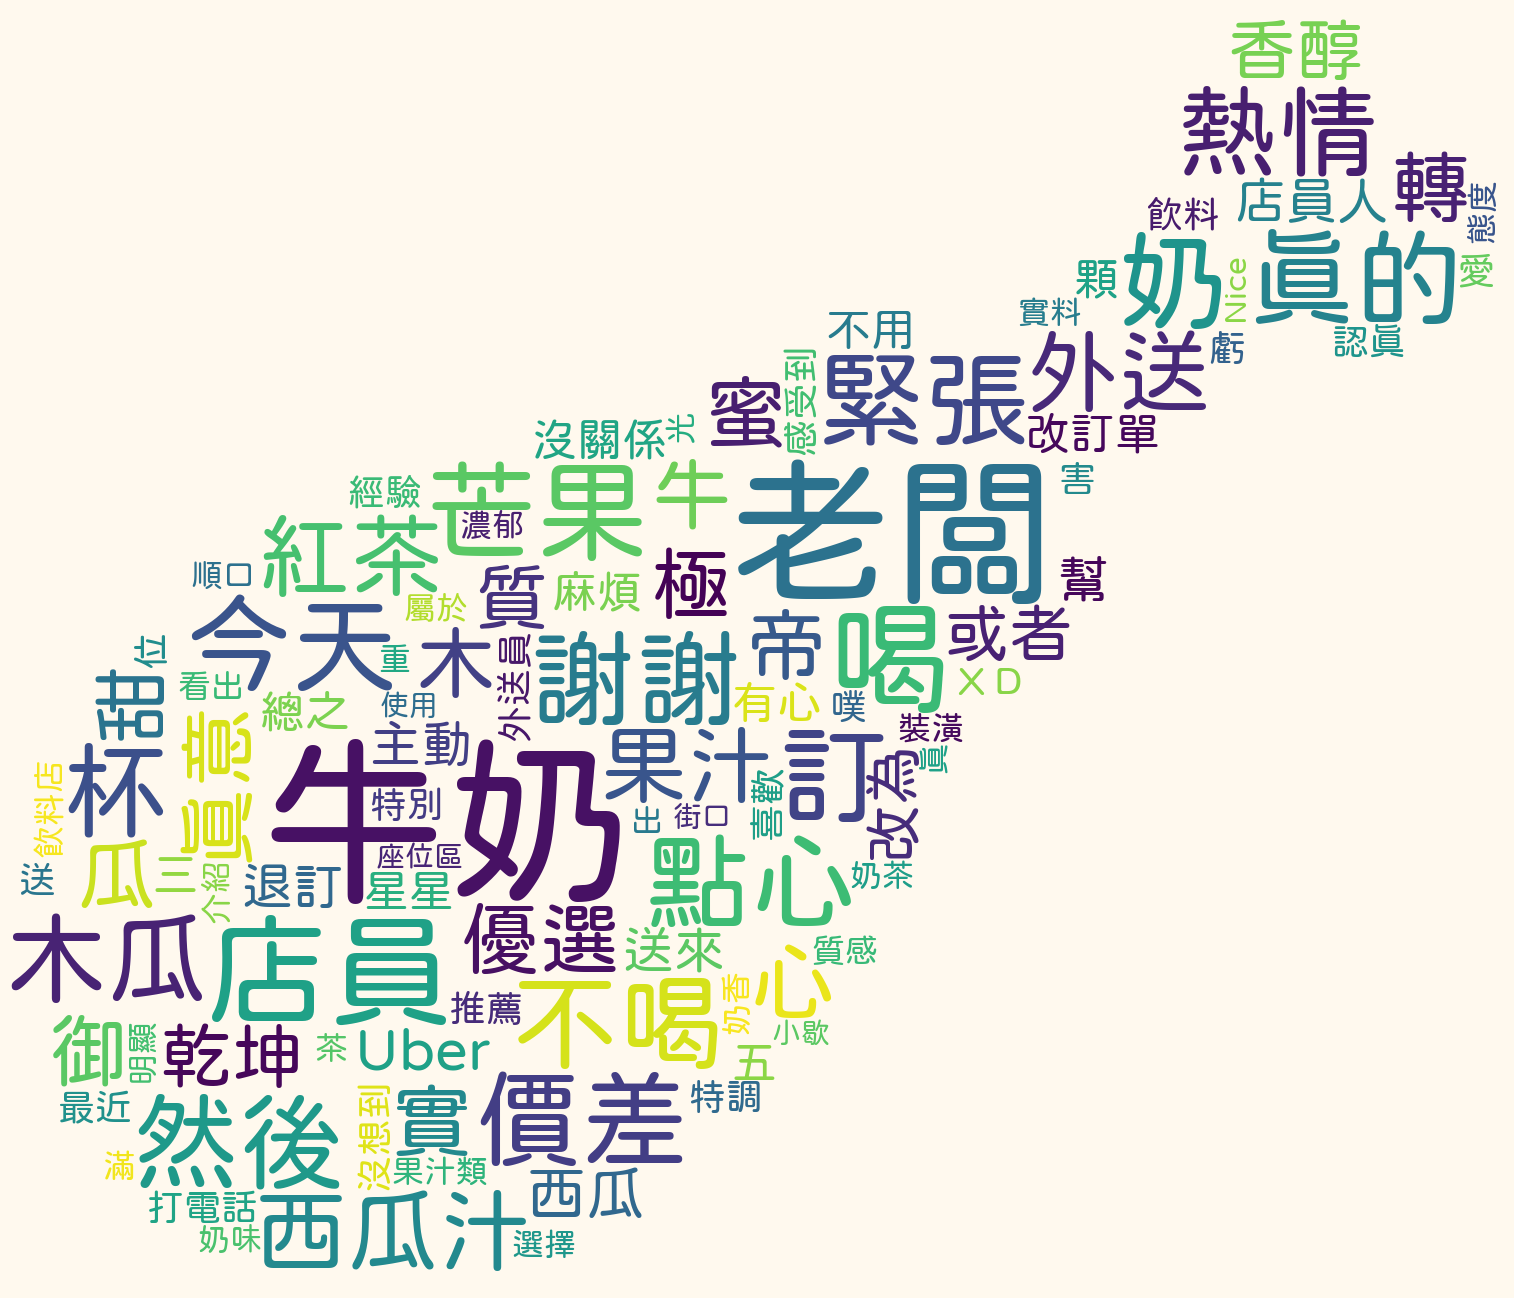 香醇
熱情
轉
店員人
態度
飲料
奶
真的
愛
顆
Nice
實料
認真
虧
外送
不用
緊張
感受到
蜜
改訂單
光
沒關係
牛
芒果
老闆
害
經驗
濃郁
紅茶
極
幫
順口
質
麻煩
屬於
今天
帝
喝
或者
謝謝
木
外送員
重
位
甜
看出
ＸＤ
有心
噗
使用
總之
真意
主動
裝潢
果汁
訂
改為
真
杯
牛奶
飲料店
特別
喜歡
出
街口
點心
瓜
三
座位區
奶茶
送
介紹
退訂
星星
優選
木瓜
店員
送來
心
質感
不喝
奶香
推薦
小歇
御
明顯
乾坤
茶
Uber
五
價差
特調
最近
然後
沒想到
實
滿
果汁類
西瓜
打電話
西瓜汁
奶味
選擇